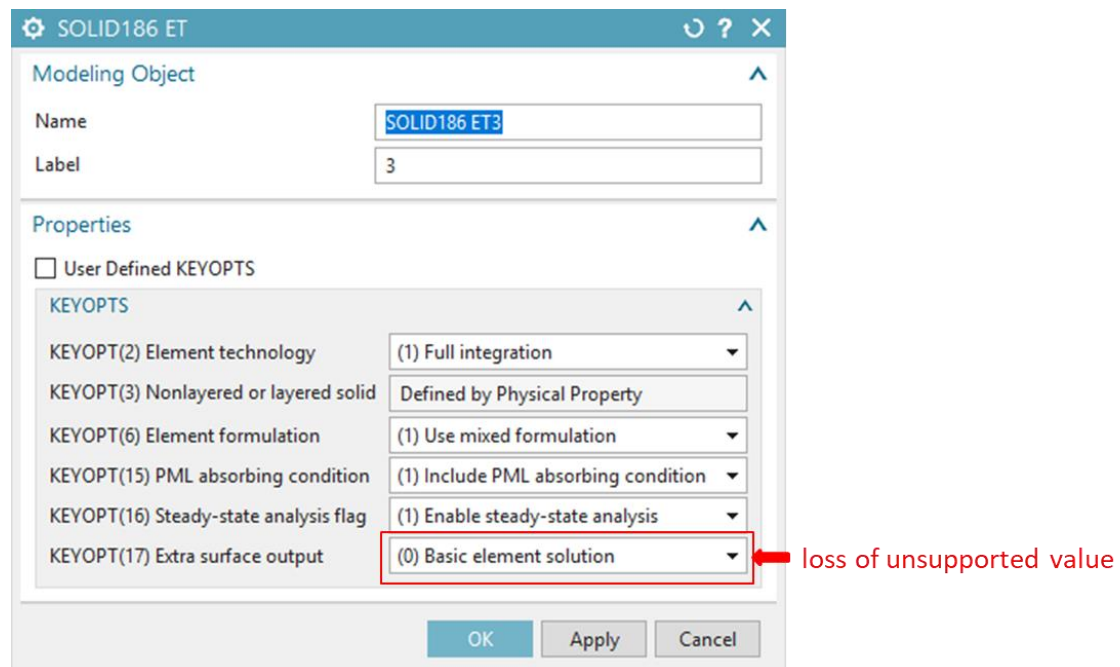 SOLID186 ET
Modeling Object
Name SOLID186 ET3
Label 3
Properties
User Defined KEYOPTS
KEYOPTS
KEYOPT(2) Element technology (1) Full integration
KEYOPT(3) Nonlayered or layered solid Defined by Physical Property
KEYOPT(6) Element formulation (1) Use mixed formulation
KEYOPT(15) PML absorbing condition (1) Include PML absorbing condition
KEYOPT(16) Steady-state analysis flag (1) Enable steady-state analysis
KEYOPT(17) Extra surface output (0) Basic element solution loss of unsupported value
OK Apply Cancel